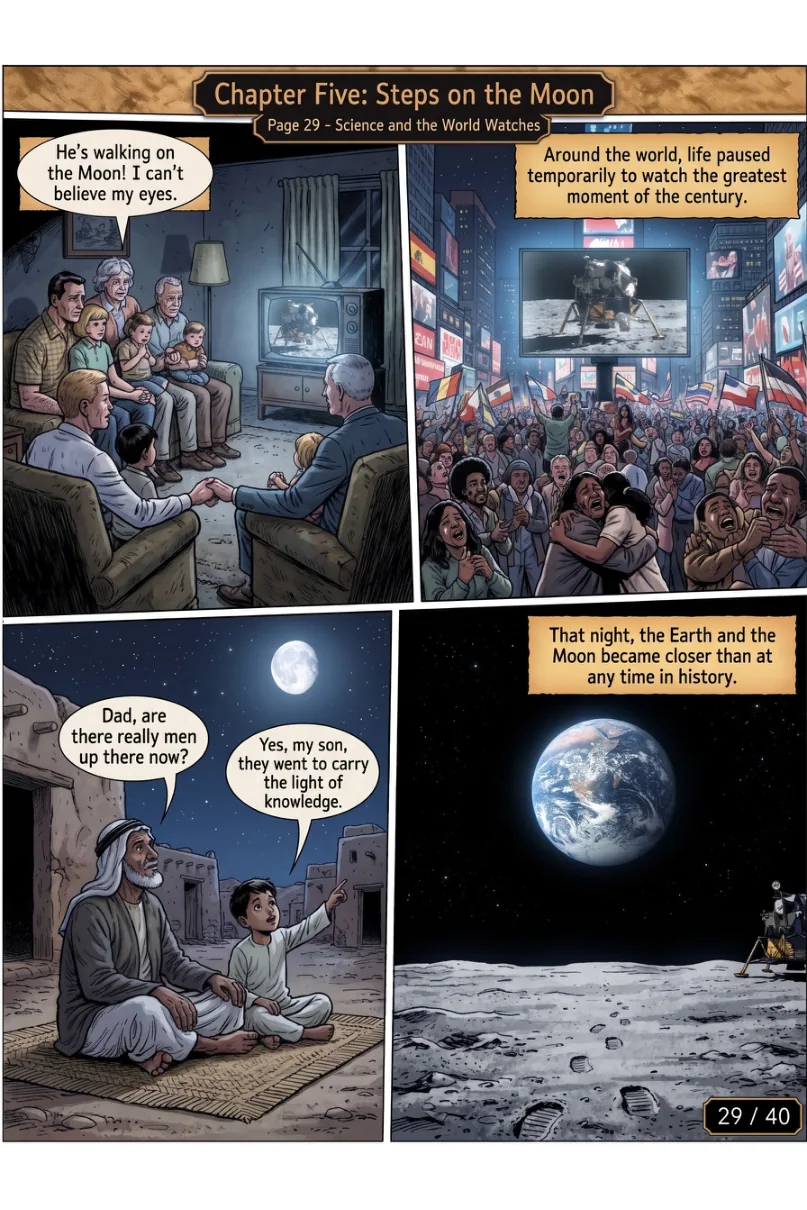 Chapter Five: Steps on the Moon
Page 29 - Science and the World Watches
He's walking on
the Moon! I can't
believe my eyes.
Around the world, life paused
temporarily to watch the greatest
moment of the century.
ZAN
Dad, are
there really men
up there now?
Yes, my son,
they went to carry
the light of
knowledge.
That night, the Earth and the
Moon became closer than at
any time in history.
29 / 40